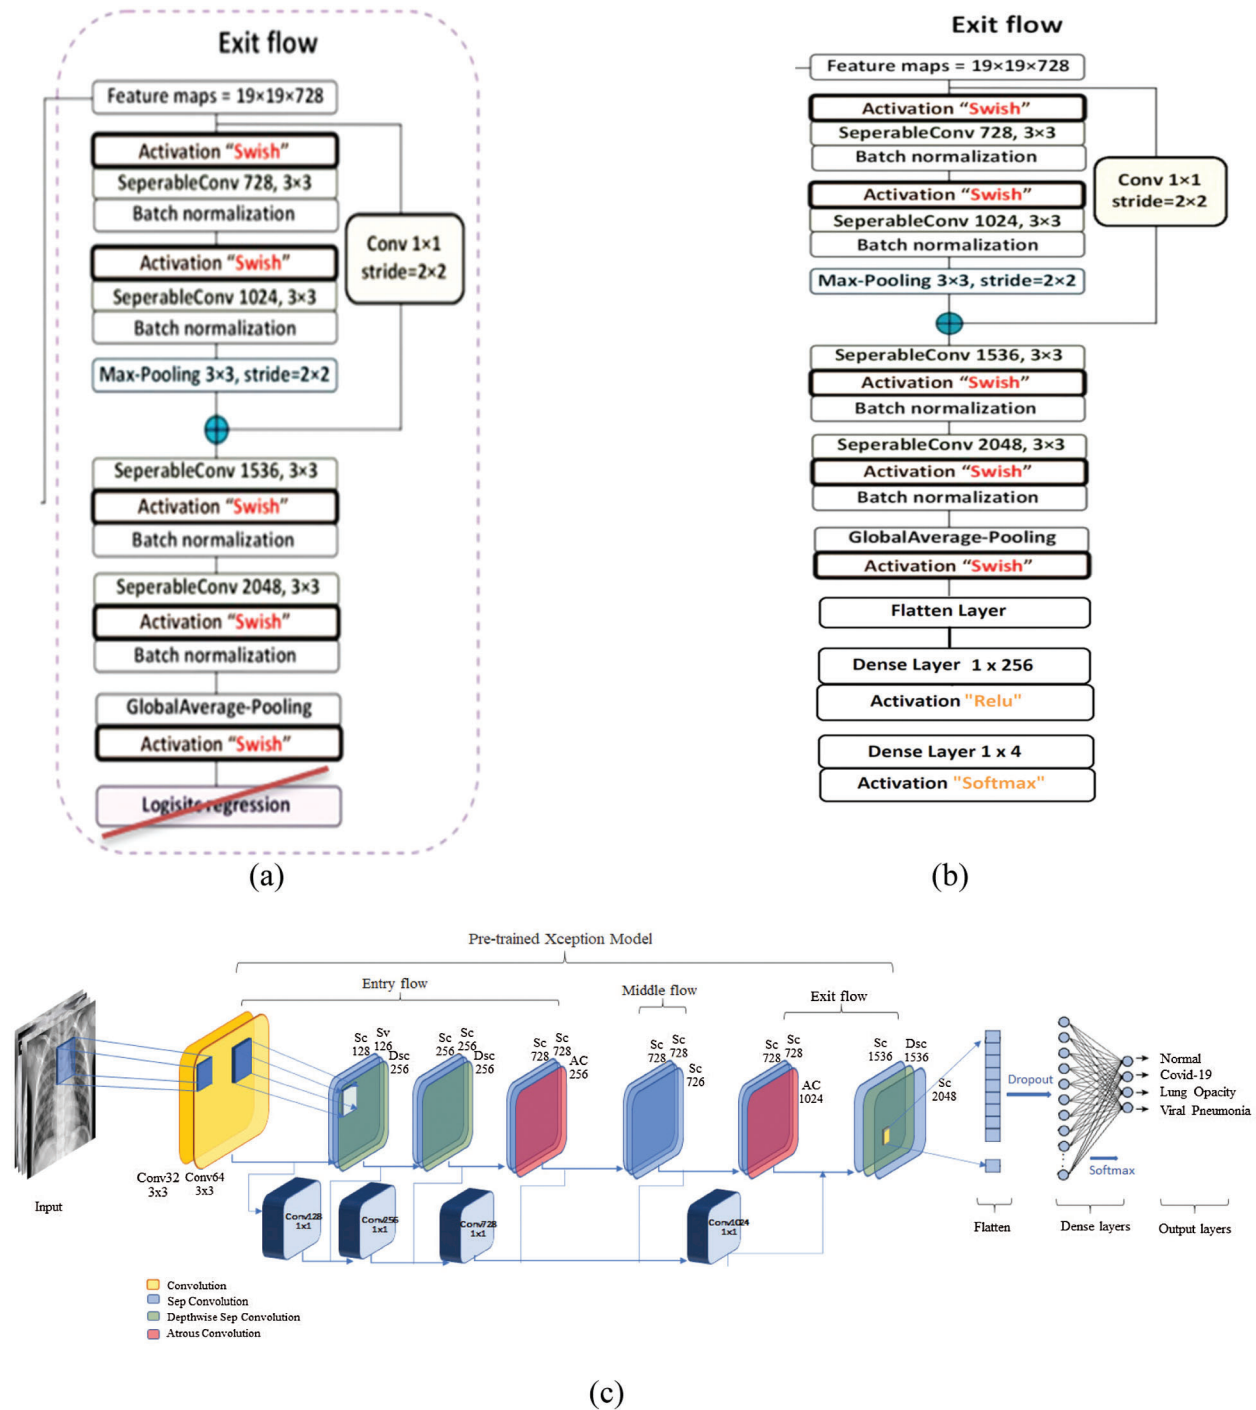 Exit flow
Feature maps = 19×19×728
Activation “Swish”
SeperableConv 728, 3×3
Batch normalization
Activation “Swish”
SeperableConv 1024, 3×3
Batch normalization
Max-Pooling 3×3, stride=2×2
Conv 1×1
stride=2×2
SeperableConv 1536, 3×3
Activation “Swish”
Batch normalization
SeperableConv 2048, 3×3
Activation “Swish”
Batch normalization
GlobalAverage-Pooling
Activation “Swish”
Logisitc regression
(a)
Exit flow
Feature maps = 19×19×728
Activation “Swish”
SeperableConv 728, 3×3
Batch normalization
Activation “Swish”
SeperableConv 1024, 3×3
Batch normalization
Max-Pooling 3×3, stride=2×2
Conv 1×1
stride=2×2
SeperableConv 1536, 3×3
Activation “Swish”
Batch normalization
SeperableConv 2048, 3×3
Activation “Swish”
Batch normalization
GlobalAverage-Pooling
Activation “Swish”
Flatten Layer
Dense Layer 1 x 256
Activation "Relu"
Dense Layer 1 x 4
Activation "Softmax"
(b)
Pre-trained Xception Model
Entry flow
Middle flow
Exit flow
Input
Conv32
3x3
Conv64
3x3
Sc
128
Sv
126
Dsc
256
Sc
256
Sc
256
Dsc
256
Sc
728
Sc
728
AC
256
Sc
728
Sc
728
Sc
726
Sc
728
Sc
728
AC
1024
Sc
1536
Dsc
1536
Sc
2048
Conv128
1x1
Conv256
1x1
Conv728
1x1
Conv1024
1x1
Dropout
Softmax
Normal
Covid-19
Lung Opacity
Viral Pneumonia
Flatten
Dense layers
Output layers
Convolution
Sep Convolution
Depthwise Sep Convolution
Atrous Convolution
(c)